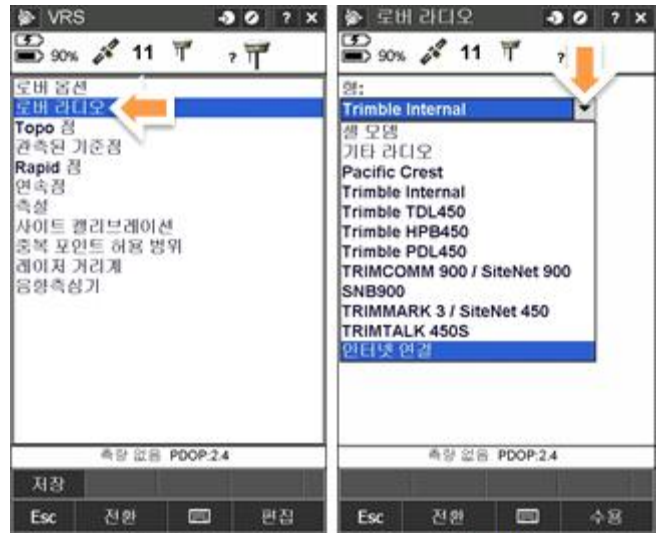 VRS
? ×
90%
11
?
로버 옵션
로버 라디오
Topo 점
관측된 기준점
Rapid 점
연속점
측설
사이트 캘리브레이션
중복 포인트 허용 범위
레이저 거리계
음향측심기
측량 없음 PDOP:2.4
저장
Esc 전환 편집
로버 라디오
? ×
90%
11
?
형:
Trimble Internal
셀 모뎀
기타 라디오
Pacific Crest
Trimble Internal
Trimble TDL450
Trimble HPB450
Trimble PDL450
TRIMCOMM 900 / SiteNet 900
SNB900
TRIMMARK 3 / SiteNet 450
TRIMTALK 450S
인터넷 연결
측량 없음 PDOP:2.4
Esc 전환 수용